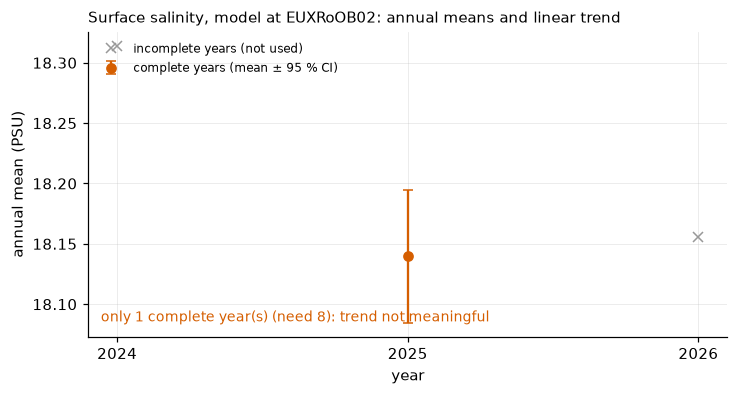 Surface salinity, model at EUXRoOB02: annual means and linear trend
incomplete years (not used)
complete years (mean ± 95 % CI)
18.30
18.25
18.20
18.15
18.10
annual mean (PSU)
only 1 complete year(s) (need 8): trend not meaningful
2024
2025
2026
year